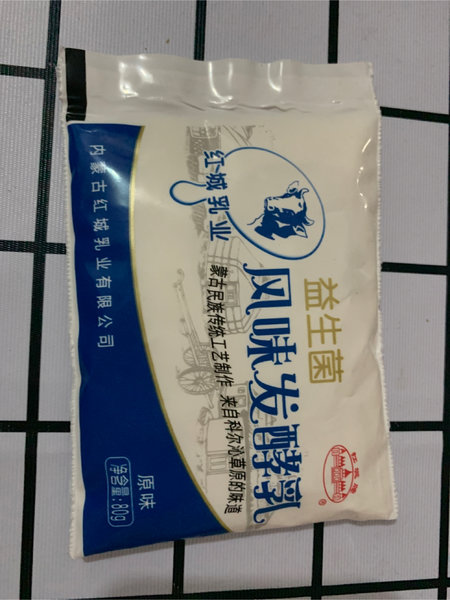 益生菌
风味发酵乳
红城乳业
蒙古民族传统工艺制作 来自科尔沁草原的味道
内蒙古红城乳业有限公司
原味
净含量:80g
®